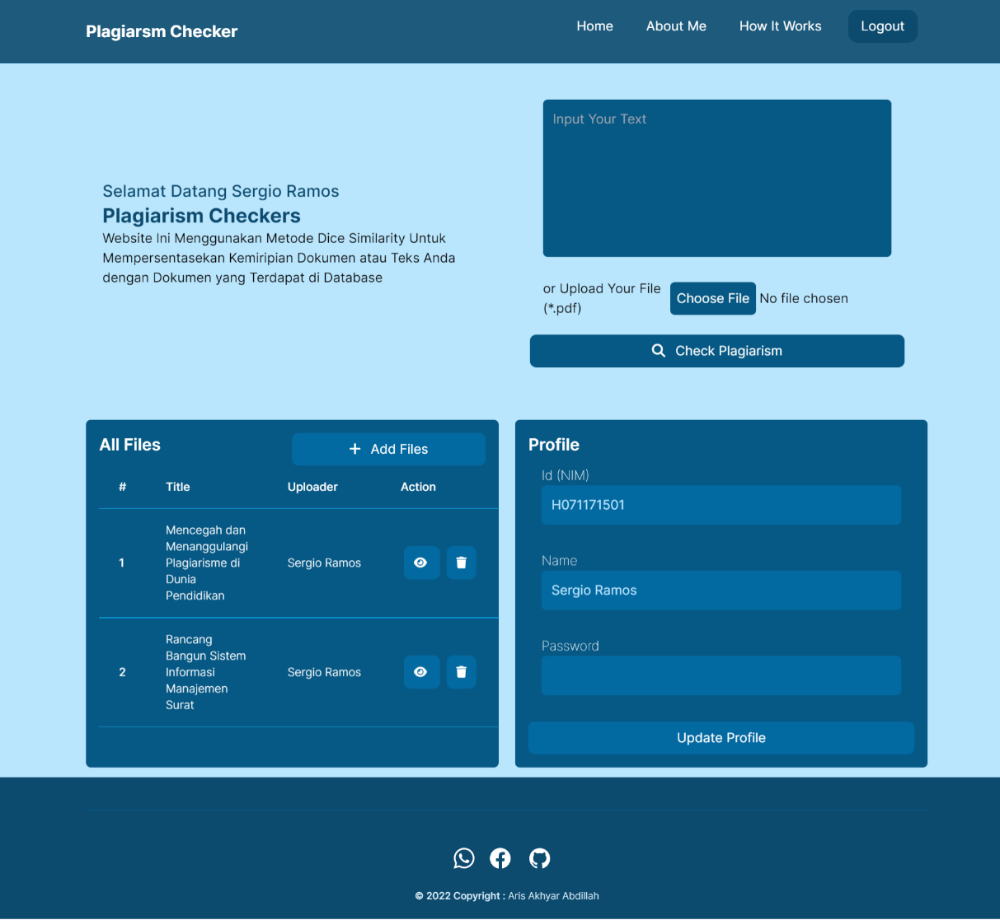 Plagiarsm Checker
Home
About Me
How It Works
Logout
Selamat Datang Sergio Ramos
Plagiarism Checkers
Website Ini Menggunakan Metode Dice Similarity Untuk
Mempersentasekan Kemiripian Dokumen atau Teks Anda
dengan Dokumen yang Terdapat di Database
Input Your Text
or Upload Your File
(*.pdf)
Choose File No file chosen
Check Plagiarism
All Files
Add Files
# Title Uploader Action
1
Mencegah dan
Menanggulangi
Plagiarisme di
Dunia
Pendidikan
Sergio Ramos
2
Rancang
Bangun Sistem
Informasi
Manajemen
Surat
Sergio Ramos
Profile
Id (NIM)
H071171501
Name
Sergio Ramos
Password
Update Profile
© 2022 Copyright : Aris Akhyar Abdillah